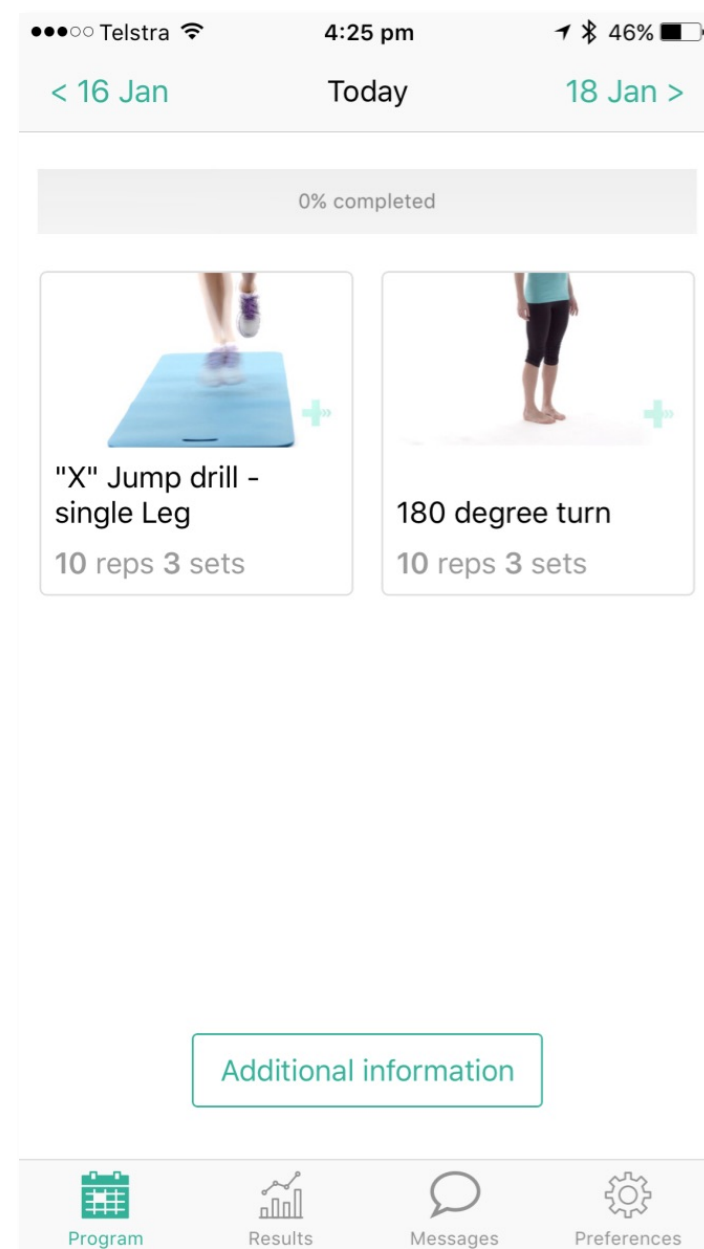 Telstra 4:25 pm 46%
< 16 Jan Today 18 Jan >
0% completed
"X" Jump drill -
single Leg
10 reps 3 sets
180 degree turn
10 reps 3 sets
Additional information
Program Results Messages Preferences